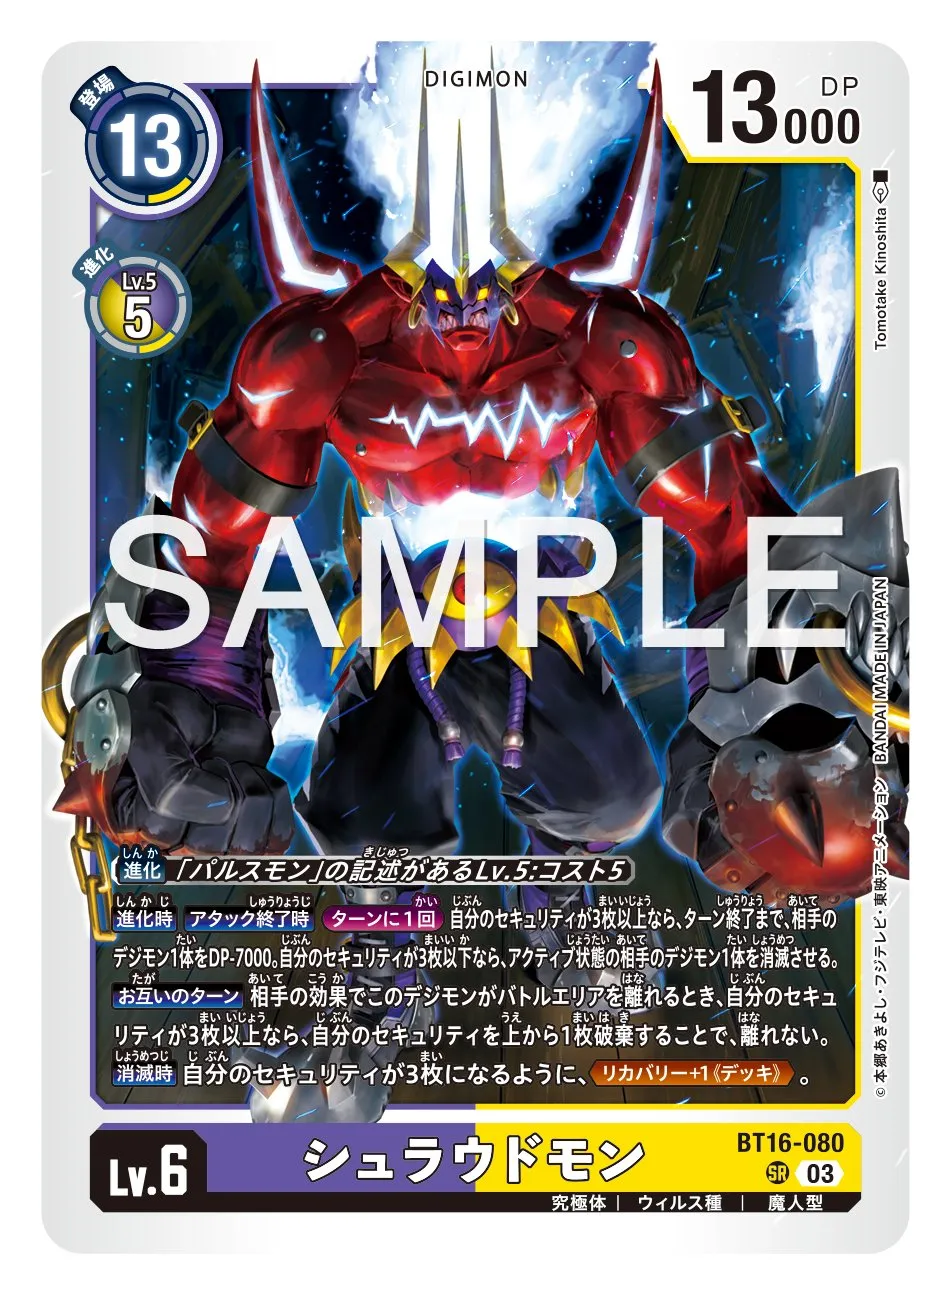 DIGIMON
登場
13
DP
13000
進化
Lv.5
5
Tomotake Kinoshita
SAMPLE
BANDAI MADE IN JAPAN
©本郷あきよし・フジテレビ・東映アニメーション
進化 「パルスモン」の記述があるLv.5:コスト5
進化時 アタック終了時 ターンに1回 自分のセキュリティが3枚以上なら、ターン終了まで、相手の
デジモン1体をDP-7000。自分のセキュリティが3枚以下なら、アクティブ状態の相手のデジモン1体を消滅させる。
お互いのターン 相手の効果でこのデジモンがバトルエリアを離れるとき、自分のセキュ
リティが3枚以上なら、自分のセキュリティを上から1枚破棄することで、離れない。
消滅時 自分のセキュリティが3枚になるように、リカバリー+1《デッキ》。
Lv.6
シュラウドモン
BT16-080
SR 03
究極体 | ウィルス種 | 魔人型